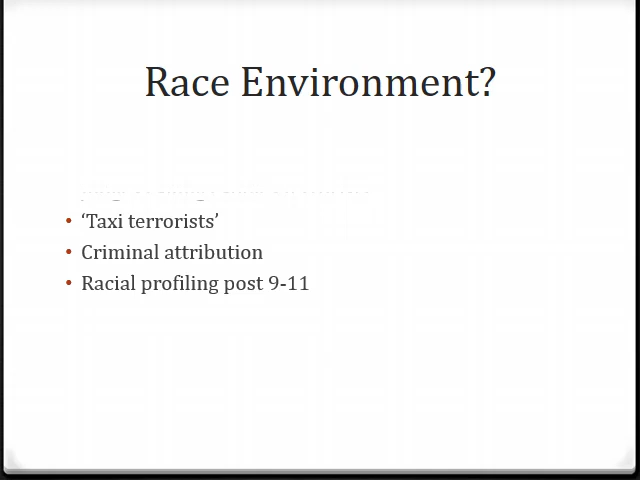 Race Environment?
• ‘Taxi terrorists’
• Criminal attribution
• Racial profiling post 9-11